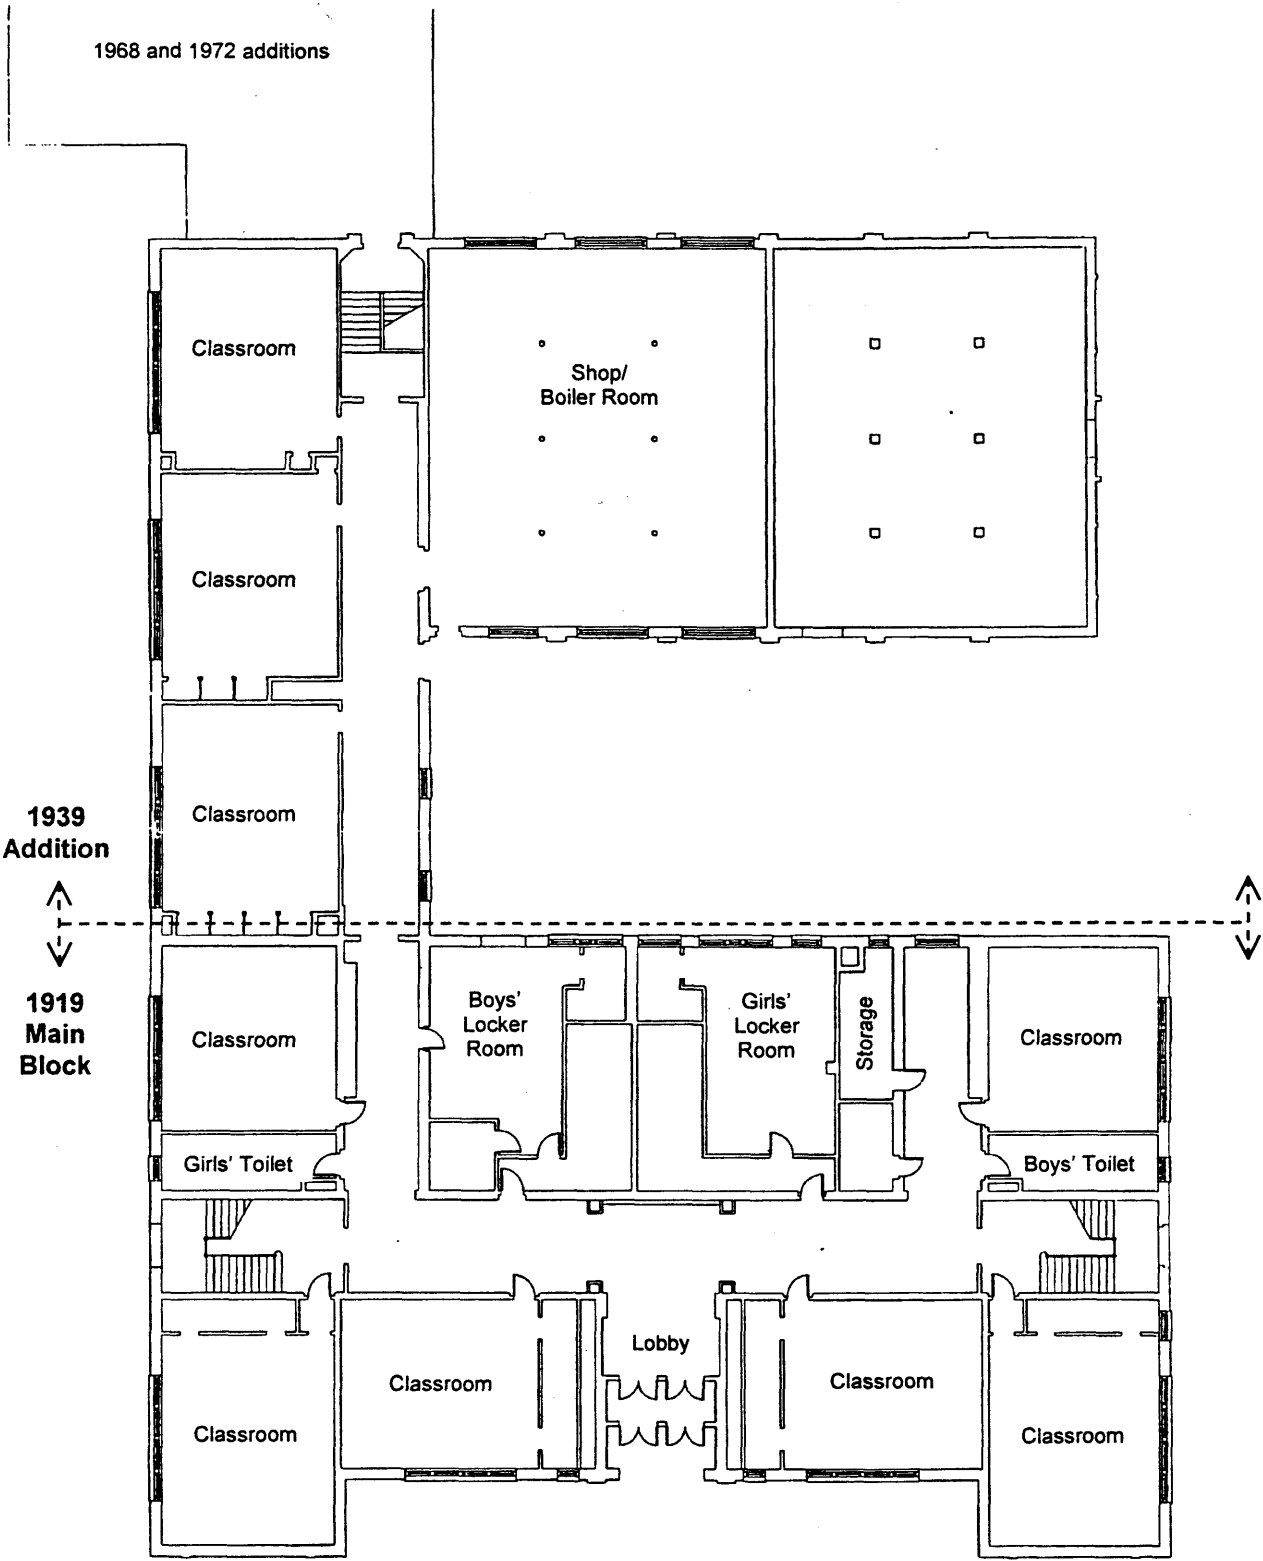 1968 and 1972 additions
Classroom
Shop/
Boiler Room
Classroom
Classroom
1939
Addition
1919
Main
Block
Classroom
Boys'
Locker
Room
Girls'
Locker
Room
Storage
Classroom
Girls' Toilet
Boys' Toilet
Lobby
Classroom
Classroom
Classroom
Classroom